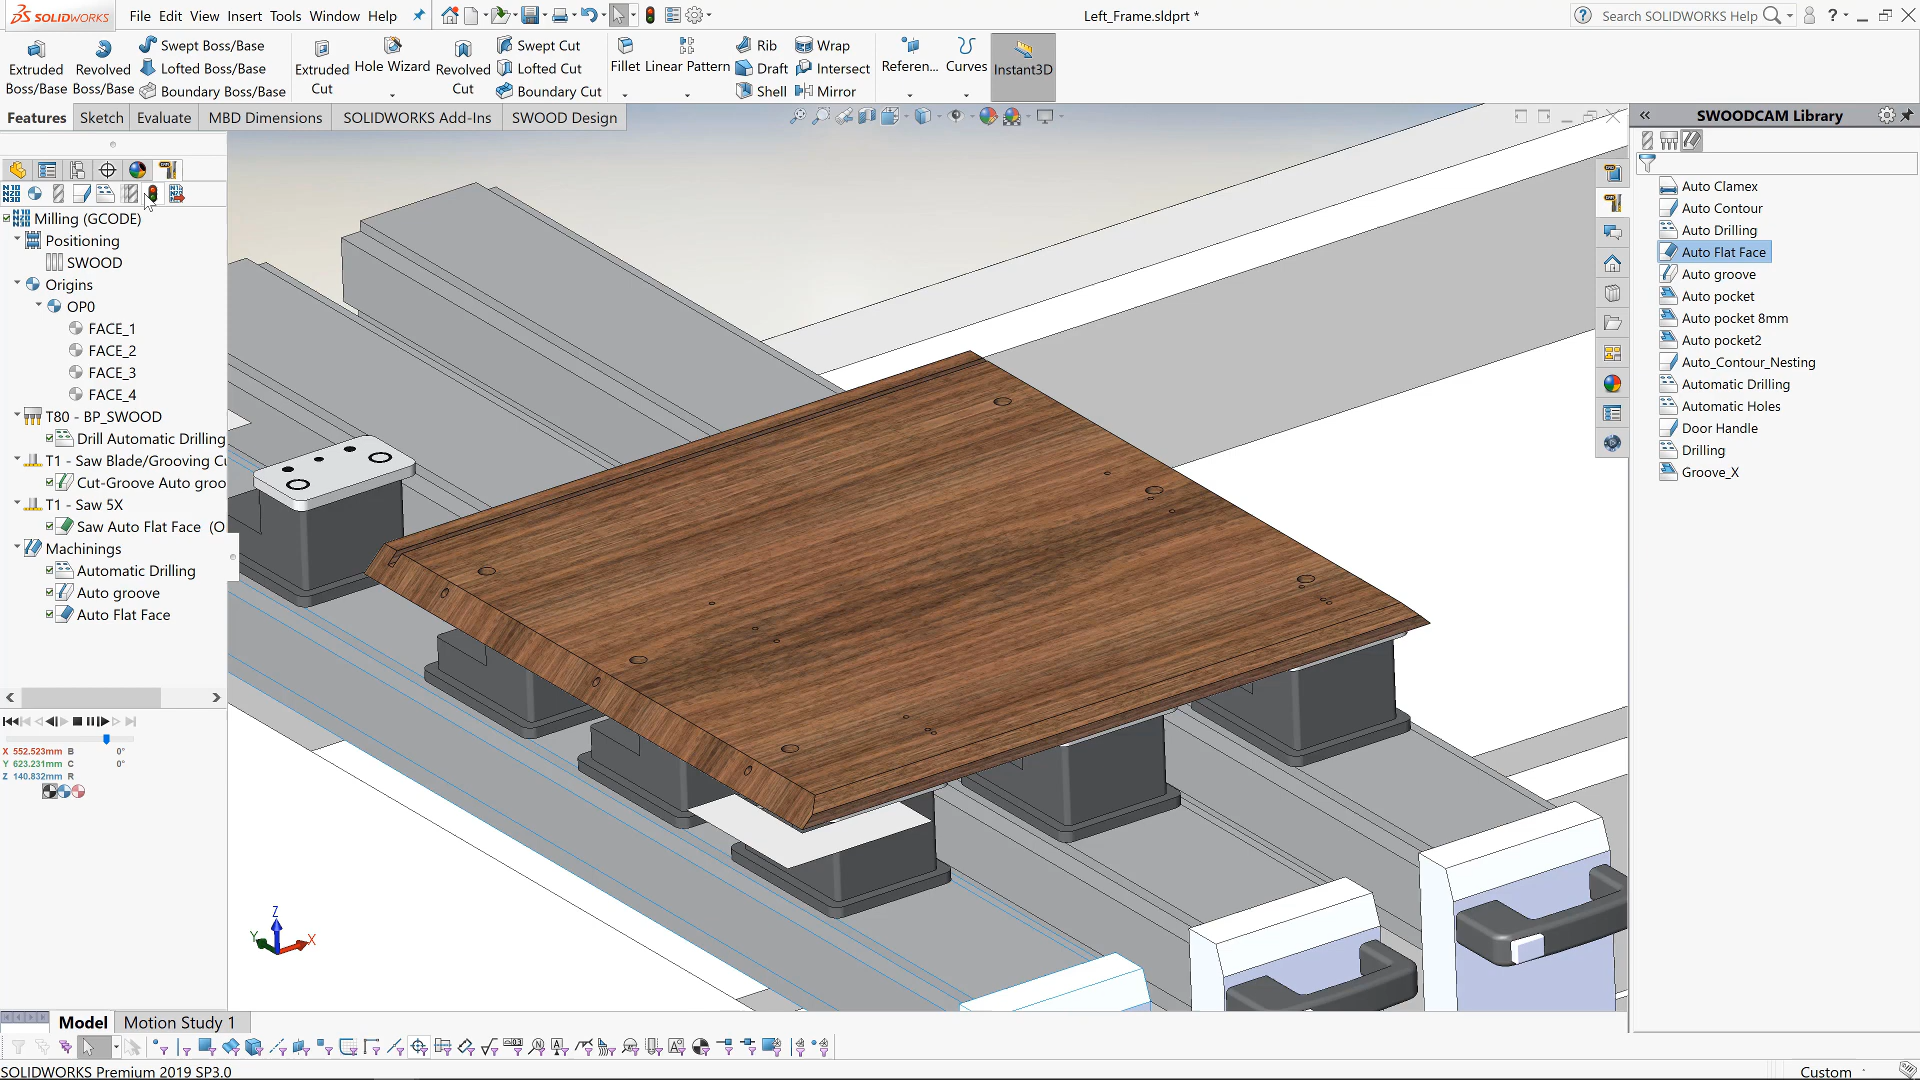 SOLIDWORKS File Edit View Insert Tools Window Help Left_Frame.sldprt * Search SOLIDWORKS Help ?
Extruded Boss/Base
Revolved Boss/Base
Swept Boss/Base
Lofted Boss/Base
Boundary Boss/Base
Extruded Cut
Hole Wizard
Revolved Cut
Swept Cut
Lofted Cut
Boundary Cut
Fillet
Linear Pattern
Rib
Draft
Shell
Wrap
Intersect
Mirror
Referen...
Curves
Instant3D
Features Sketch Evaluate MBD Dimensions SOLIDWORKS Add-Ins SWOOD Design
Milling (GCODE)
Positioning
SWOOD
Origins
OP0
FACE_1
FACE_2
FACE_3
FACE_4
T80 - BP_SWOOD
Drill Automatic Drilling
T1 - Saw Blade/Grooving Cu
Cut-Groove Auto groo
T1 - Saw 5X
Saw Auto Flat Face (O
Machinings
Automatic Drilling
Auto groove
Auto Flat Face
X 552.523mm B 0°
Y 623.231mm C 0°
Z 140.832mm R
Z
Y
X
SWOODCAM Library
Auto Clamex
Auto Contour
Auto Drilling
Auto Flat Face
Auto groove
Auto pocket
Auto pocket 8mm
Auto pocket2
Auto_Contour_Nesting
Automatic Drilling
Automatic Holes
Door Handle
Drilling
Groove_X
Model Motion Study 1
SOLIDWORKS Premium 2019 SP3.0 Custom